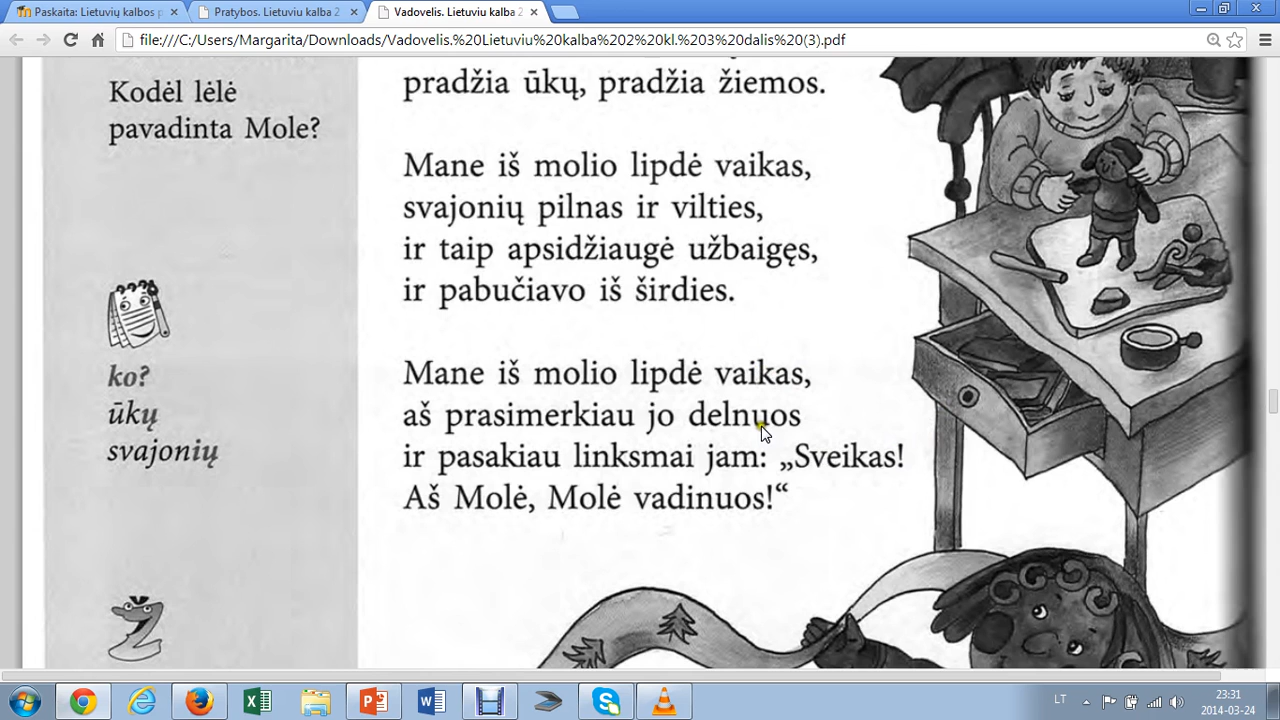 Paskaita: Lietuvių kalbos p
Pratybos. Lietuviu kalba 2
Vadovelis. Lietuviu kalba 2
file:///C:/Users/Margarita/Downloads/Vadovelis.%20Lietuviu%20kalba%202%20kl.%203%20dalis%20(3).pdf
Kodėl lėlė
pavadinta Mole?
ko?
ūkų
svajonių
pradžia ūkų, pradžia žiemos.
Mane iš molio lipdė vaikas,
svajonių pilnas ir vilties,
ir taip apsidžiaugė užbaigęs,
ir pabučiavo iš širdies.
Mane iš molio lipdė vaikas,
aš prasimerkiau jo delnuos
ir pasakiau linksmai jam: „Sveikas!
Aš Molė, Molė vadinuos!“
LT
23:31
2014-03-24